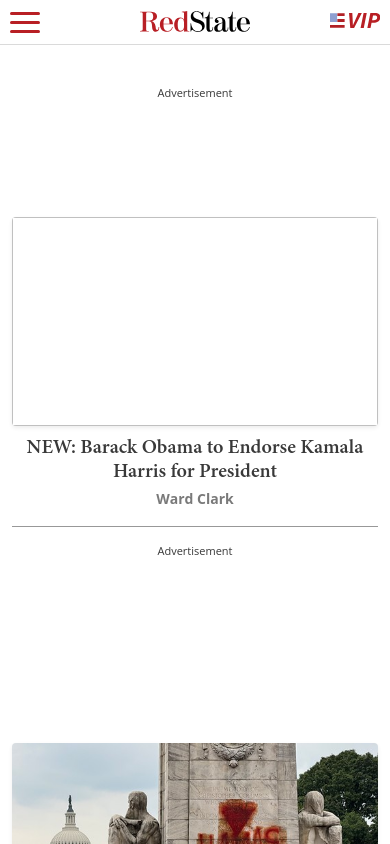 RedState
VIP
Advertisement
NEW: Barack Obama to Endorse Kamala
Harris for President
Ward Clark
Advertisement